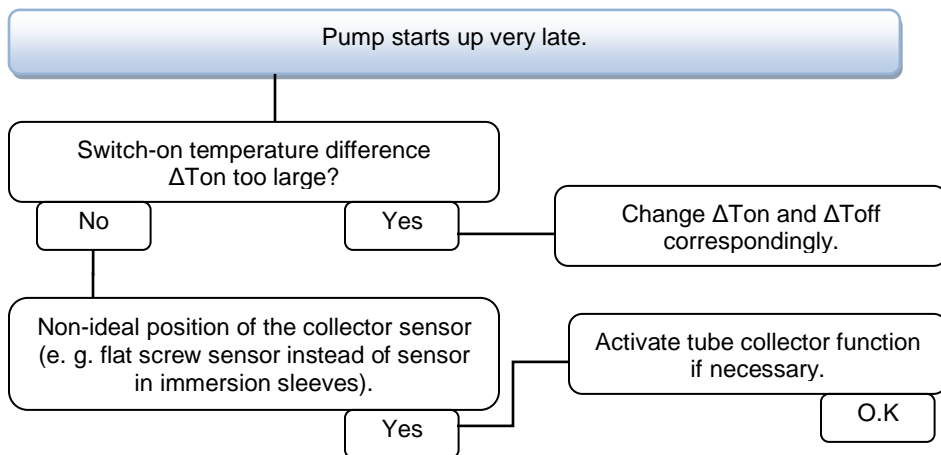 Pump starts up very late.
Switch-on temperature difference
ΔTon too large?
No
Yes
Change ΔTon and ΔToff
correspondingly.
Non-ideal position of the collector sensor
(e. g. flat screw sensor instead of sensor
in immersion sleeves).
Yes
Activate tube collector function
if necessary.
O.K